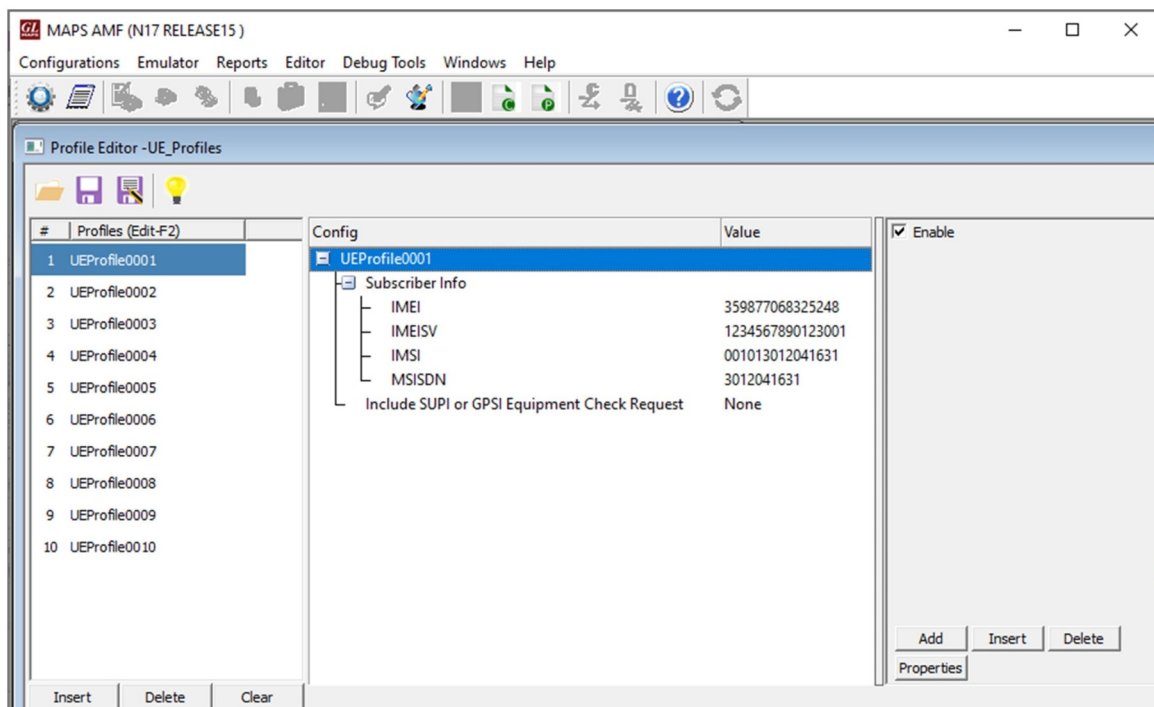 GL MAPS MAPS AMF (N17 RELEASE15 )
Configurations Emulator Reports Editor Debug Tools Windows Help
Profile Editor -UE_Profiles
# Profiles (Edit-F2)
1 UEProfile0001
2 UEProfile0002
3 UEProfile0003
4 UEProfile0004
5 UEProfile0005
6 UEProfile0006
7 UEProfile0007
8 UEProfile0008
9 UEProfile0009
10 UEProfile0010
Insert Delete Clear
Config Value
UEProfile0001
Subscriber Info
IMEI 359877068325248
IMEISV 1234567890123001
IMSI 001013012041631
MSISDN 3012041631
Include SUPI or GPSI Equipment Check Request None
Enable
Add Insert Delete
Properties